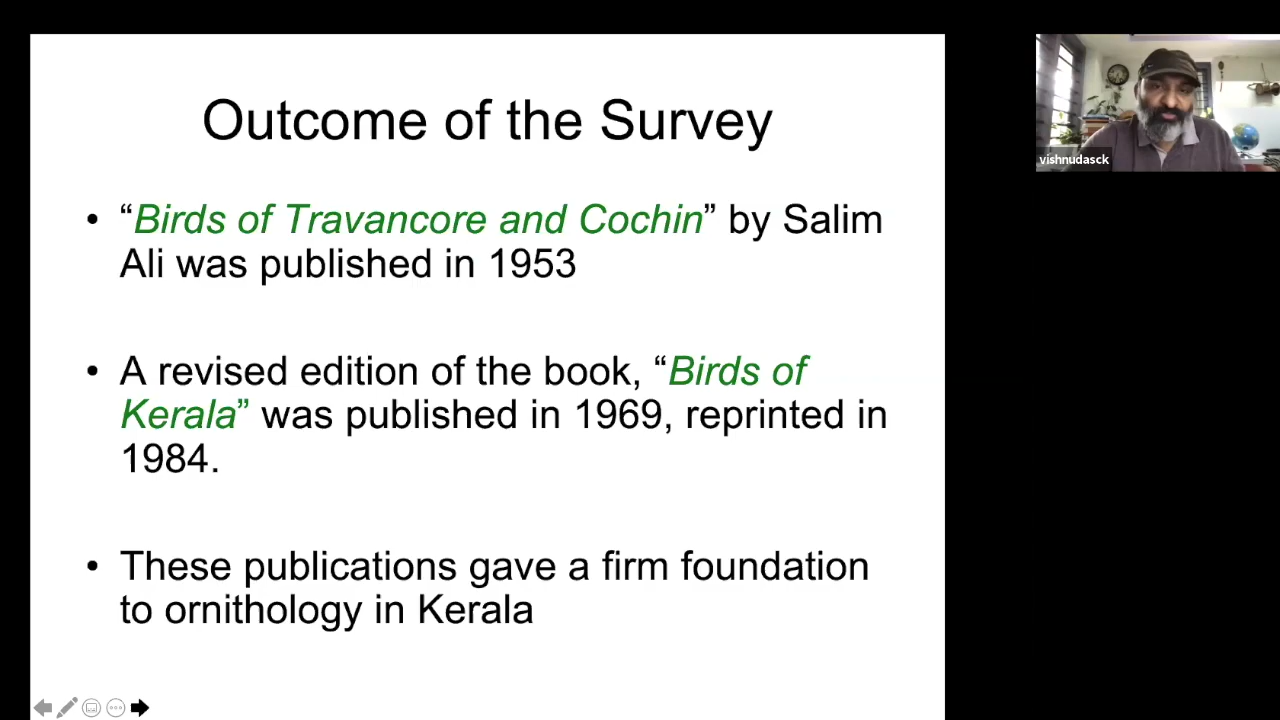 Outcome of the Survey
• “Birds of Travancore and Cochin” by Salim
Ali was published in 1953
• A revised edition of the book, “Birds of
Kerala” was published in 1969, reprinted in
1984.
• These publications gave a firm foundation
to ornithology in Kerala
vishnudasck